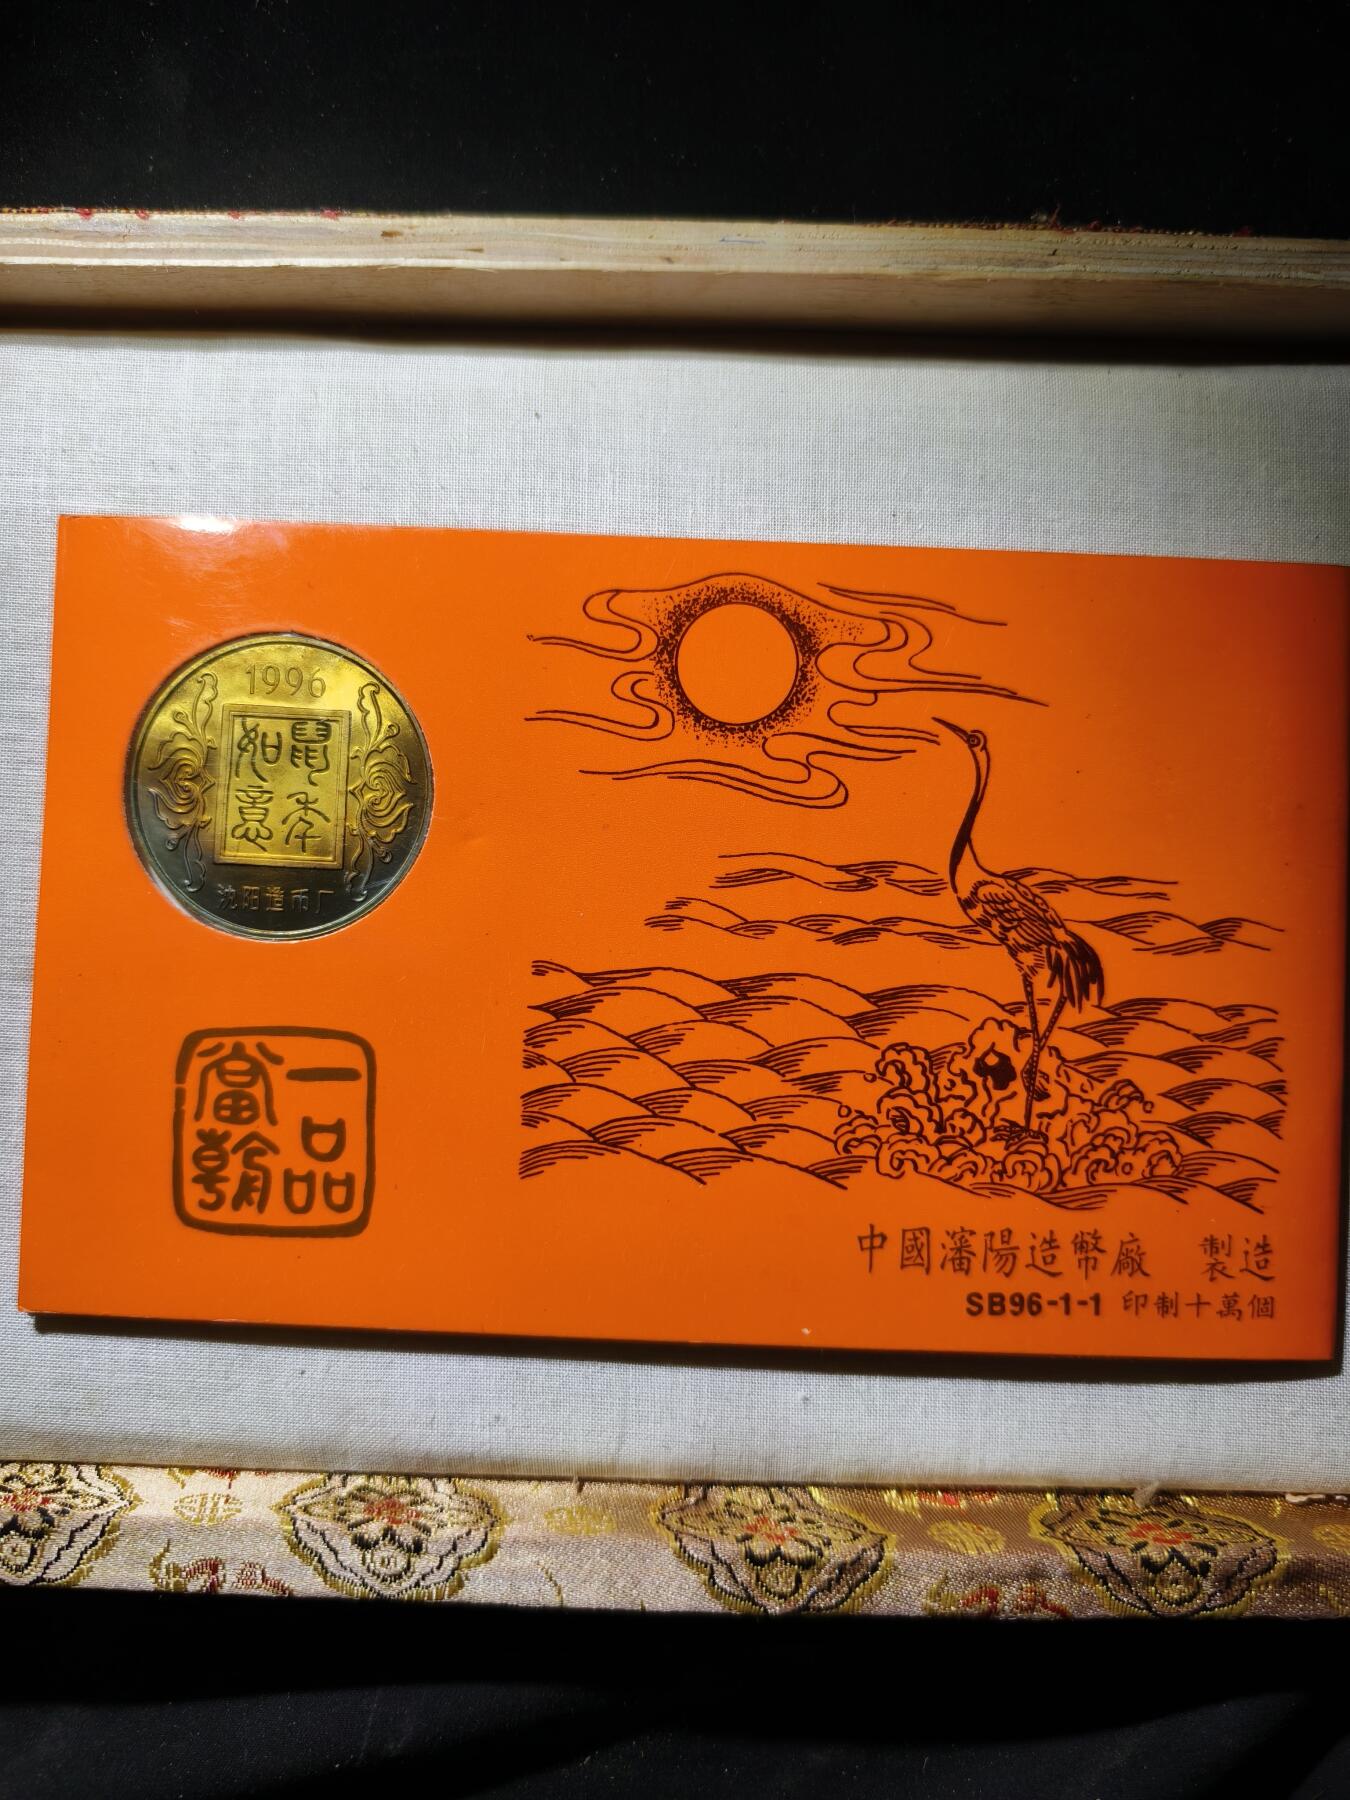 1996
鼠年
如意
沈阳造币厂
一品
當朝
中國瀋陽造幣廠 製造
SB96-1-1 印制十萬個